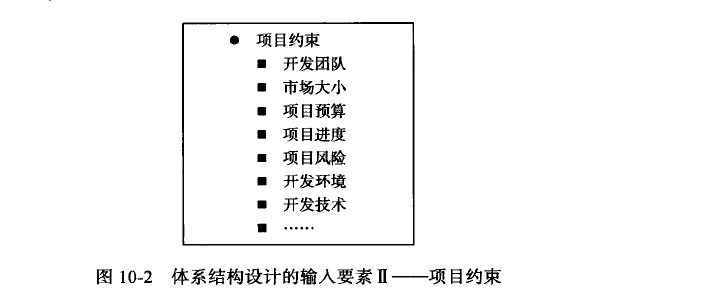 ● 项目约束
■ 开发团队
■ 市场大小
■ 项目预算
■ 项目进度
■ 项目风险
■ 开发环境
■ 开发技术
■ ……
图 10-2 体系结构设计的输入要素Ⅱ——项目约束